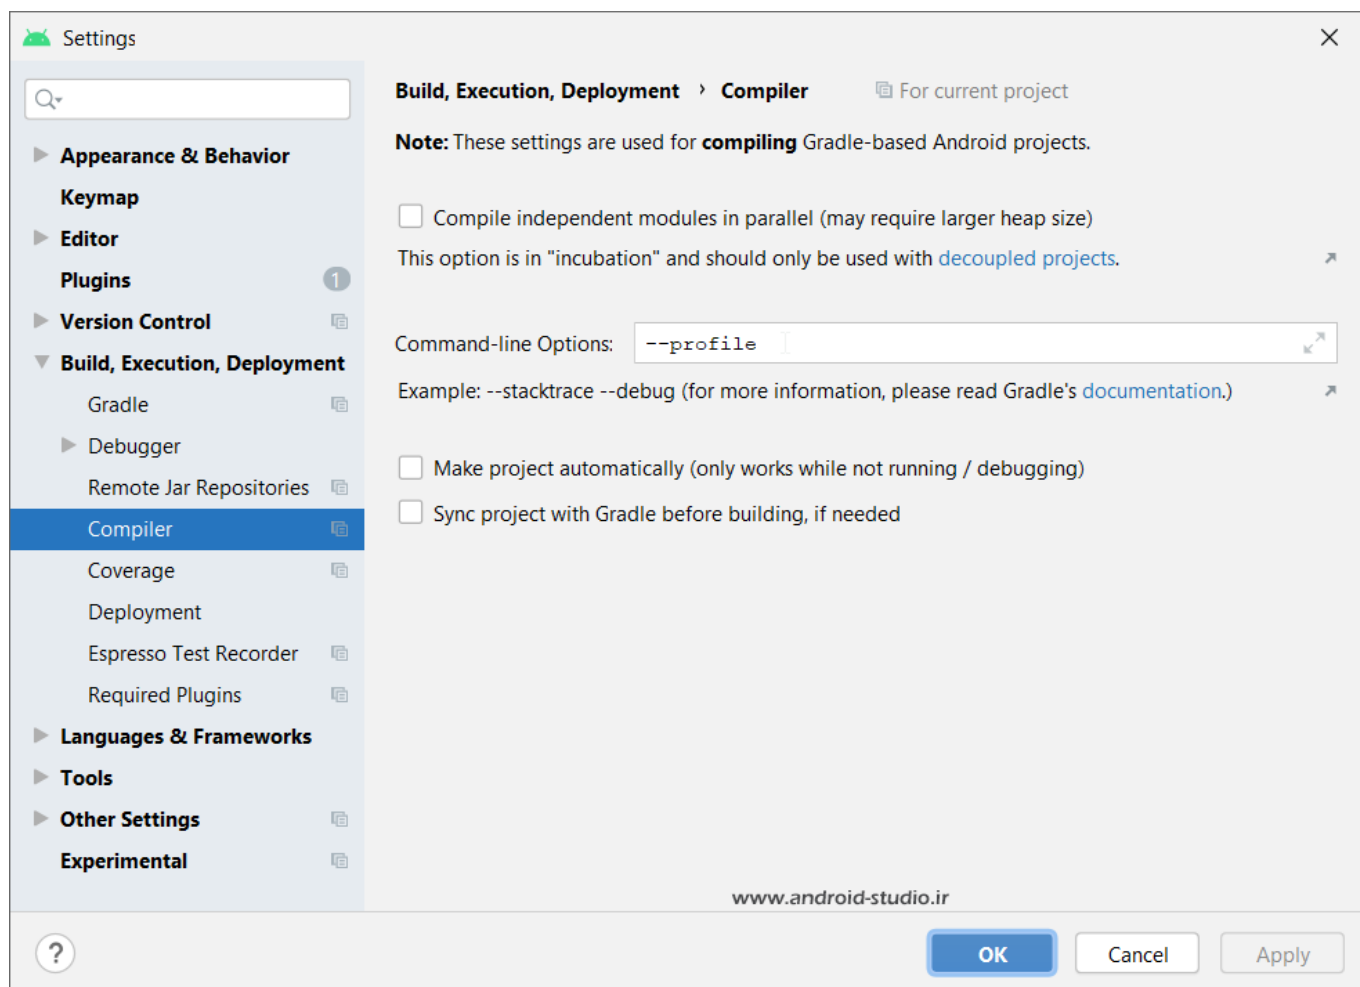 Settings
Appearance & Behavior
Keymap
Editor
Plugins 1
Version Control
Build, Execution, Deployment
Gradle
Debugger
Remote Jar Repositories
Compiler
Coverage
Deployment
Espresso Test Recorder
Required Plugins
Languages & Frameworks
Tools
Other Settings
Experimental
Build, Execution, Deployment › Compiler For current project
Note: These settings are used for compiling Gradle-based Android projects.
Compile independent modules in parallel (may require larger heap size)
This option is in "incubation" and should only be used with decoupled projects.
Command-line Options: --profile
Example: --stacktrace --debug (for more information, please read Gradle's documentation.)
Make project automatically (only works while not running / debugging)
Sync project with Gradle before building, if needed
www.android-studio.ir
? OK Cancel Apply